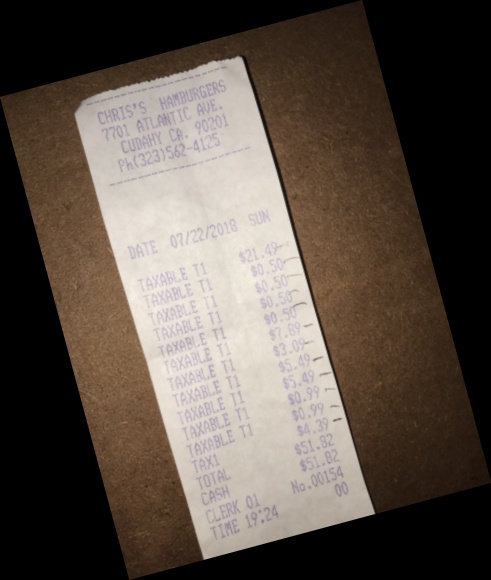 CHRIS'S HAMBURGERS
7701 ATLANTIC AVE.
CUDAHY CA. 90201
Ph(323)562-4125
DATE 07/22/2018 SUN
TAXABLE T1 $21.49
TAXABLE T1 $0.50
TAXABLE T1 $0.50
TAXABLE T1 $0.50
TAXABLE T1 $0.50
TAXABLE T1 $7.89
TAXABLE T1 $3.09
TAXABLE T1 $5.49
TAXABLE T1 $5.49
TAXABLE T1 $0.99
TAXABLE T1 $0.99
TAX1 $4.39
TOTAL $51.82
CASH $51.82
CLERK 01 No.00154
TIME 19:24 00